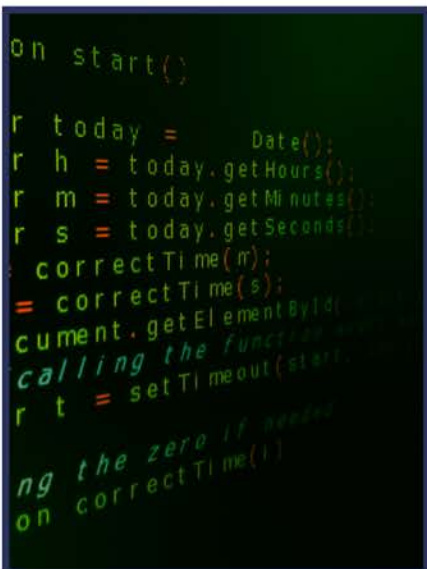 on start()
r today = Date();
r h = today.getHours();
r m = today.getMinutes();
r s = today.getSeconds();
correctTime(m);
= correctTime(s);
cument.getElementById(
calling the function
r t = setTimeout(start,
ng the zero if needed
on correctTime(i)